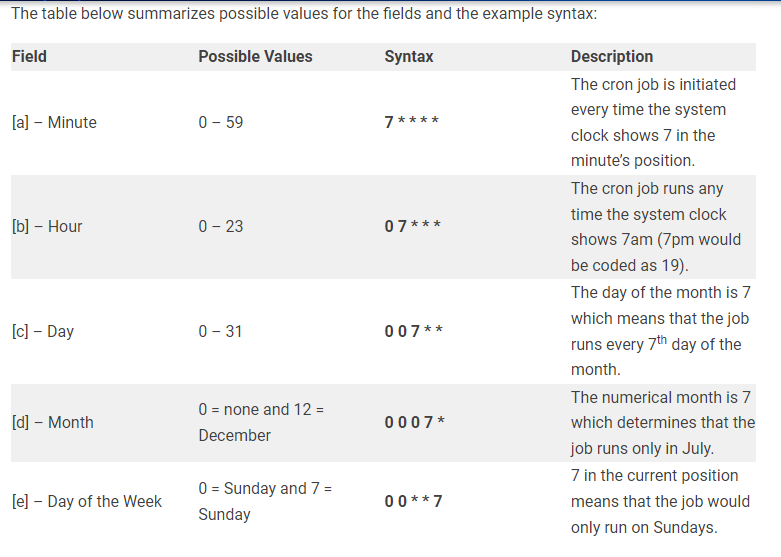 The table below summarizes possible values for the fields and the example syntax:
Field Possible Values Syntax Description
[a] – Minute 0 – 59 7 * * * * The cron job is initiated
every time the system
clock shows 7 in the
minute's position.
[b] – Hour 0 – 23 0 7 * * * The cron job runs any
time the system clock
shows 7am (7pm would
be coded as 19).
[c] – Day 0 – 31 0 0 7 * * The day of the month is 7
which means that the job
runs every 7th day of the
month.
[d] – Month 0 = none and 12 =
December 0 0 0 7 * The numerical month is 7
which determines that the
job runs only in July.
[e] – Day of the Week 0 = Sunday and 7 =
Sunday 0 0 * * 7 7 in the current position
means that the job would
only run on Sundays.